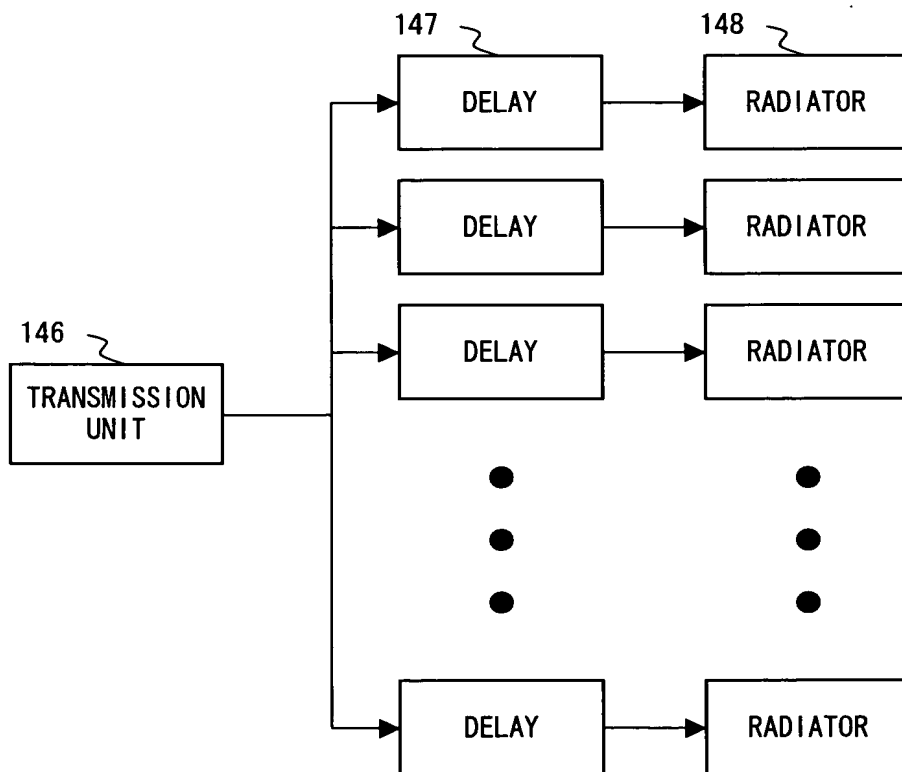 147
148
DELAY
RADIATOR
DELAY
RADIATOR
146
DELAY
RADIATOR
TRANSMISSION
UNIT
DELAY
RADIATOR